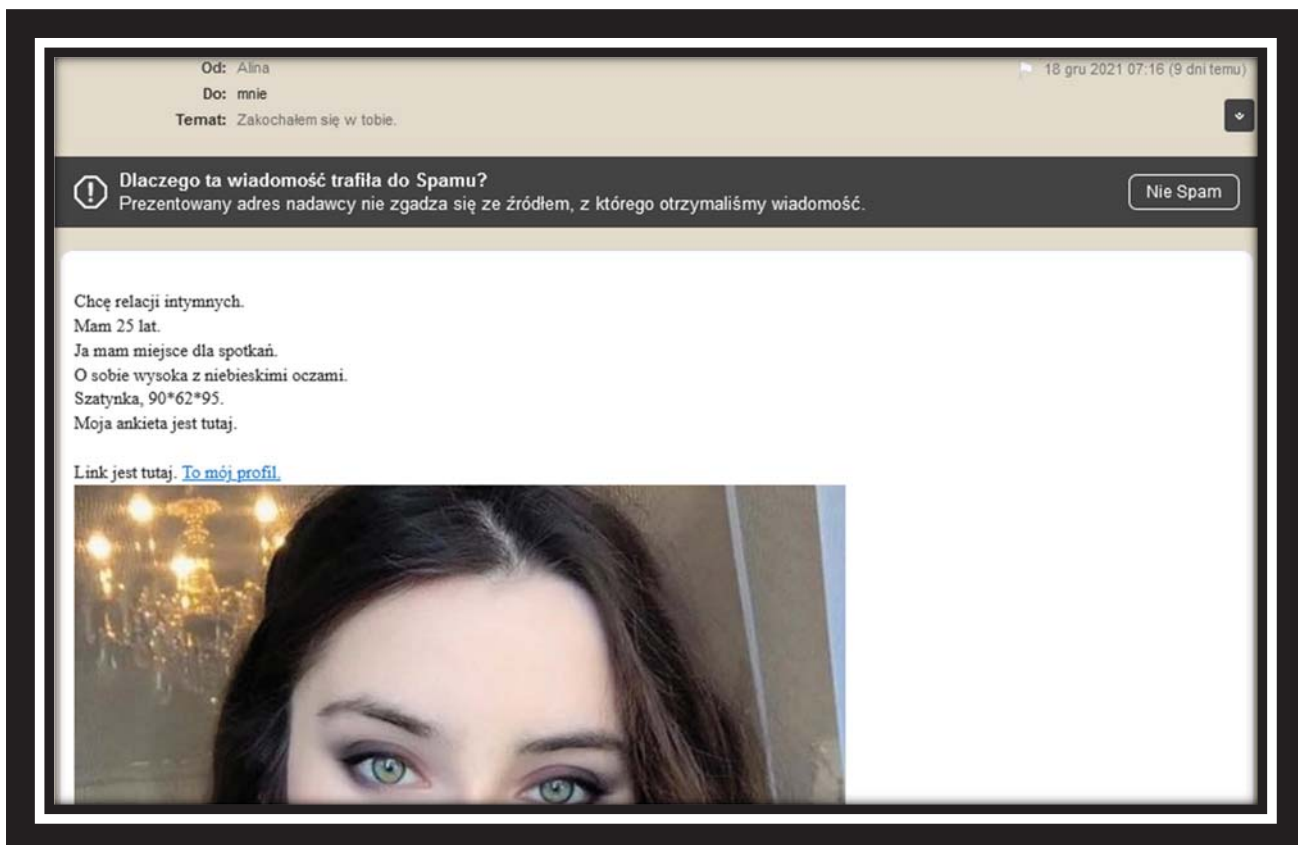 Od: Alina
18 gru 2021 07:16 (9 dni temu)
Do: mnie
Temat: Zakochałem się w tobie.
Dlaczego ta wiadomość trafiła do Spamu?
Prezentowany adres nadawcy nie zgadza się ze źródłem, z którego otrzymaliśmy wiadomość.
Nie Spam
Chcę relacji intymnych.
Mam 25 lat.
Ja mam miejsce dla spotkań.
O sobie wysoka z niebieskimi oczami.
Szatynka, 90*62*95.
Moja ankieta jest tutaj.
Link jest tutaj. To mój profil.